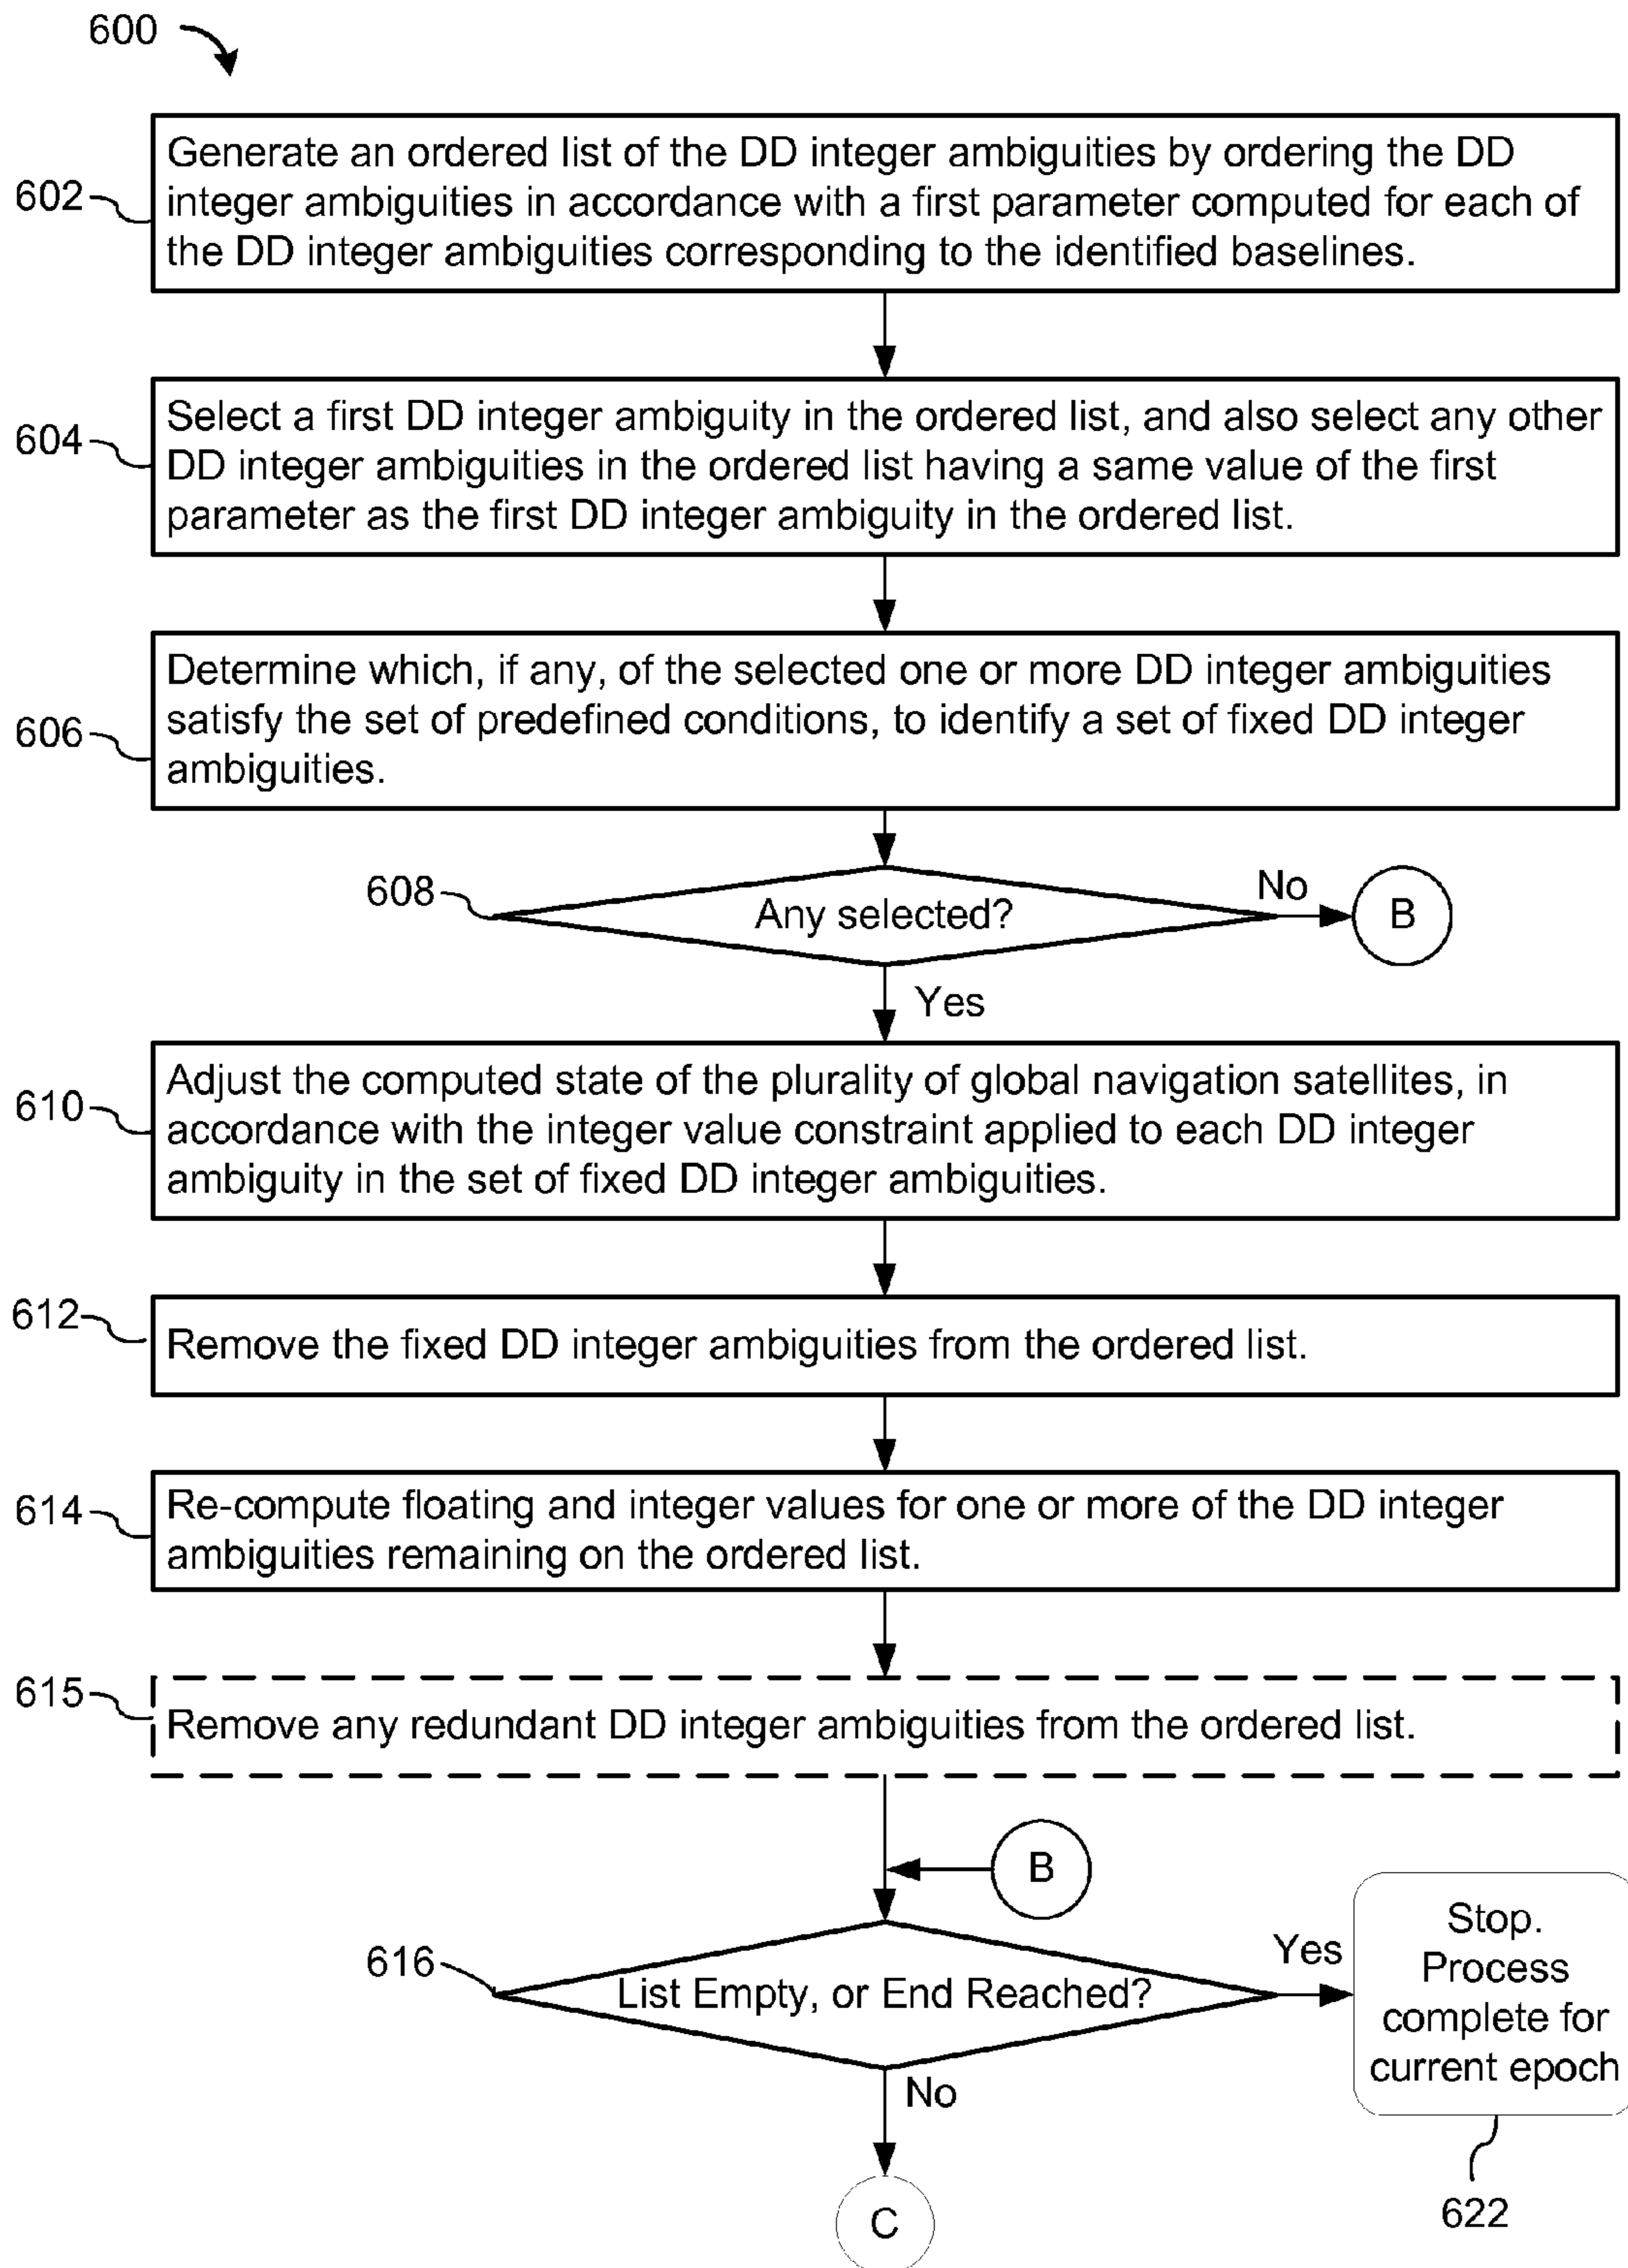 600
602
Generate an ordered list of the DD integer ambiguities by ordering the DD
integer ambiguities in accordance with a first parameter computed for each of
the DD integer ambiguities corresponding to the identified baselines.
604
Select a first DD integer ambiguity in the ordered list, and also select any other
DD integer ambiguities in the ordered list having a same value of the first
parameter as the first DD integer ambiguity in the ordered list.
606
Determine which, if any, of the selected one or more DD integer ambiguities
satisfy the set of predefined conditions, to identify a set of fixed DD integer
ambiguities.
608
Any selected?
No
B
Yes
610
Adjust the computed state of the plurality of global navigation satellites, in
accordance with the integer value constraint applied to each DD integer
ambiguity in the set of fixed DD integer ambiguities.
612
Remove the fixed DD integer ambiguities from the ordered list.
614
Re-compute floating and integer values for one or more of the DD integer
ambiguities remaining on the ordered list.
615
Remove any redundant DD integer ambiguities from the ordered list.
B
616
List Empty, or End Reached?
Yes
Stop.
Process
complete for
current epoch
622
No
C